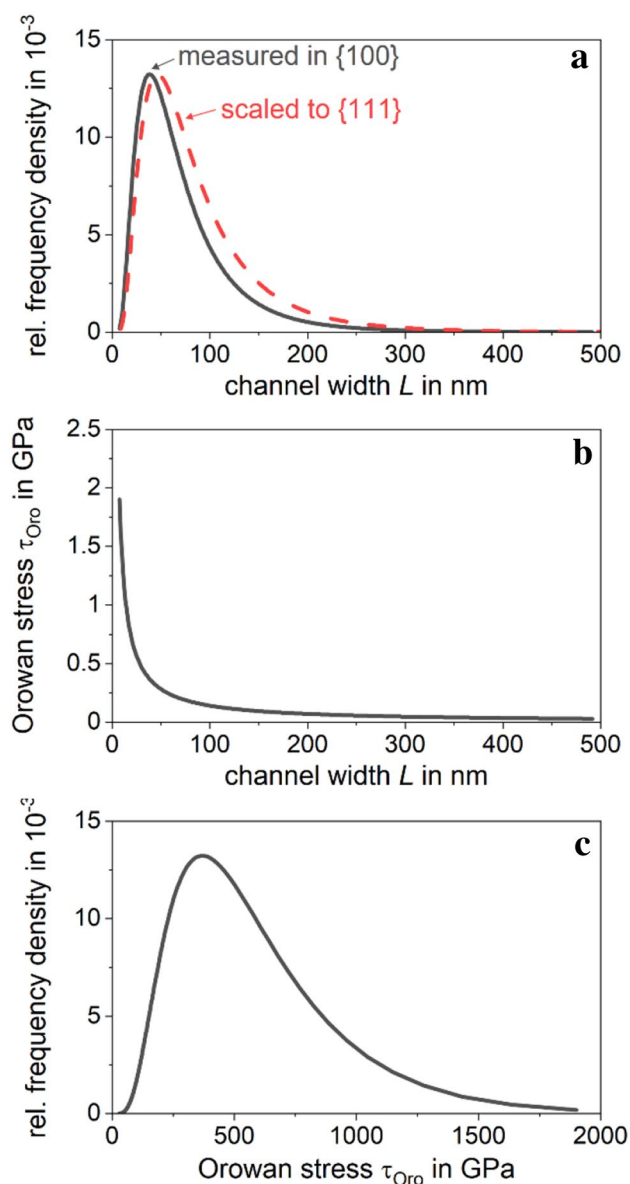 rel. frequency density in 10⁻³
15
10
5
0
measured in {100}
scaled to {111}
a
0 100 200 300 400 500
channel width L in nm
Orowan stress τOro in GPa
2.5
2
1.5
1
0.5
0
b
0 100 200 300 400 500
channel width L in nm
rel. frequency density in 10⁻³
15
10
5
0
c
0 500 1000 1500 2000
Orowan stress τOro in GPa